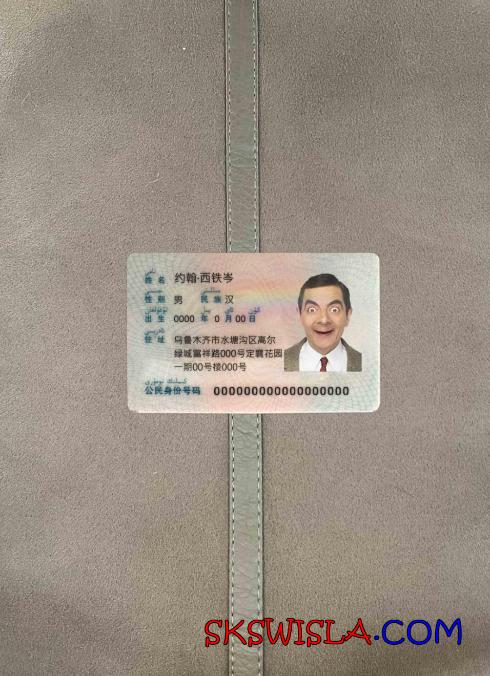 姓名 约翰·西铁岑
性别 男 民族 汉
出生 0000 年 0 月 00 日
住址 乌鲁木齐市水塘沟区高尔
绿城富祥路000号定襄花园
一期00号楼000号
公民身份号码 000000000000000000
SKSWISLA.COM